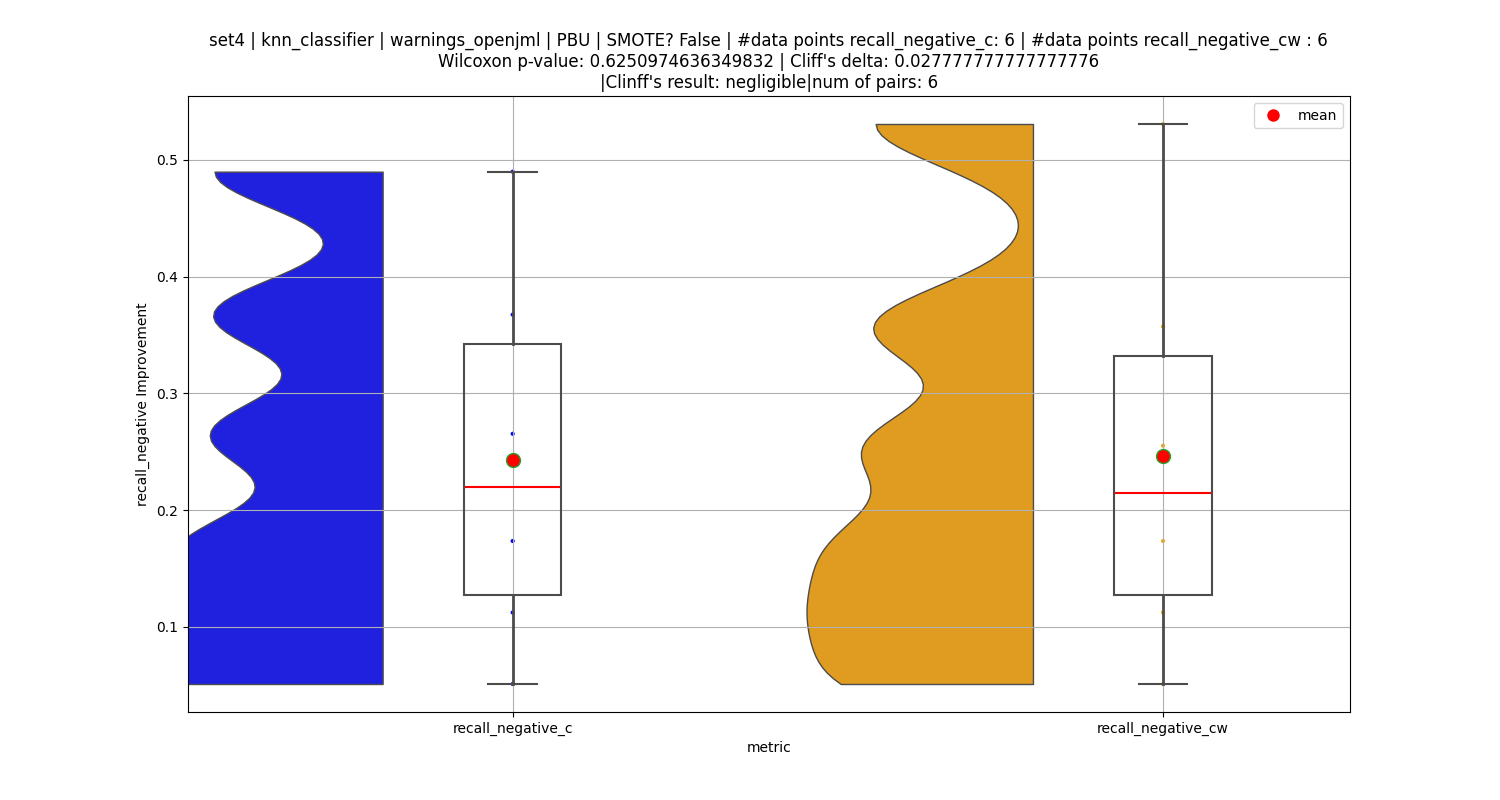 set4 | knn_classifier | warnings_openjml | PBU | SMOTE? False | #data points recall_negative_c: 6 | #data points recall_negative_cw : 6
Wilcoxon p-value: 0.6250974636349832 | Cliff's delta: 0.027777777777777776
|Clinff's result: negligible|num of pairs: 6
mean
0.5
0.4
0.3
0.2
0.1
recall_negative Improvement
recall_negative_c
recall_negative_cw
metric